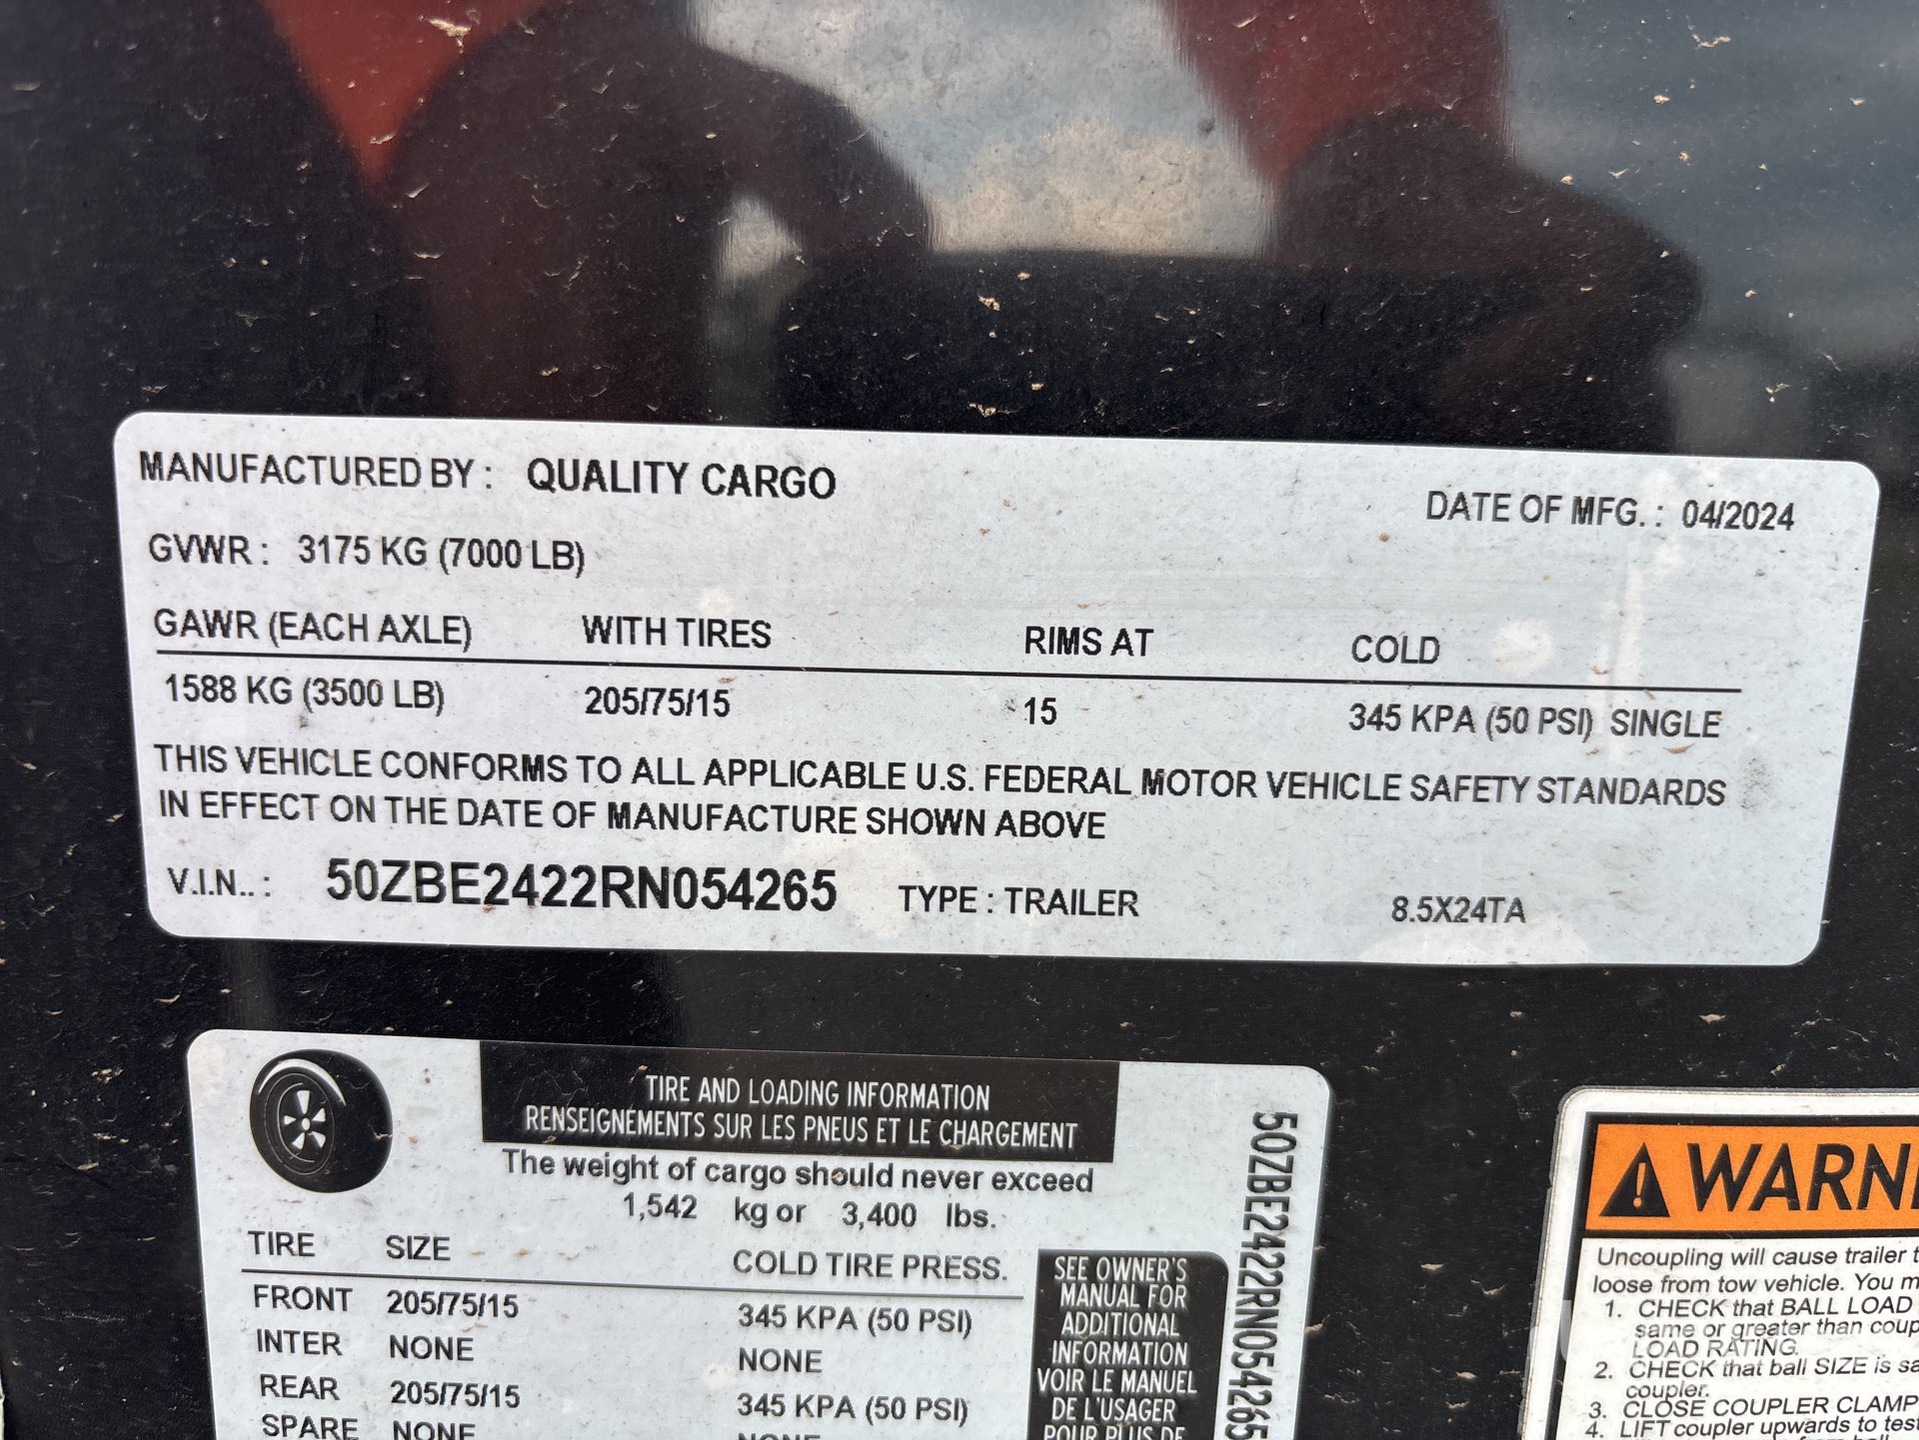 MANUFACTURED BY : QUALITY CARGO
DATE OF MFG. : 04/2024
GVWR : 3175 KG (7000 LB)
GAWR (EACH AXLE) WITH TIRES RIMS AT COLD
1588 KG (3500 LB) 205/75/15 15 345 KPA (50 PSI) SINGLE
THIS VEHICLE CONFORMS TO ALL APPLICABLE U.S. FEDERAL MOTOR VEHICLE SAFETY STANDARDS
IN EFFECT ON THE DATE OF MANUFACTURE SHOWN ABOVE
V.I.N.. : 50ZBE2422RN054265 TYPE : TRAILER 8.5X24TA
TIRE AND LOADING INFORMATION
RENSEIGNEMENTS SUR LES PNEUS ET LE CHARGEMENT
The weight of cargo should never exceed
1,542 kg or 3,400 lbs.
TIRE SIZE COLD TIRE PRESS.
FRONT 205/75/15 345 KPA (50 PSI)
INTER NONE NONE
REAR 205/75/15 345 KPA (50 PSI)
SPARE NONE NONE
SEE OWNER'S
MANUAL FOR
ADDITIONAL
INFORMATION
VOIR LE MANUEL
DE L'USAGER
POUR PLUS DE
50ZBE2422RN054265
WARNI
Uncoupling will cause trailer t
loose from tow vehicle. You m
1. CHECK that BALL LOAD
same or greater than coup
LOAD RATING.
2. CHECK that ball SIZE is sa
coupler.
3. CLOSE COUPLER CLAMP
4. LIFT coupler upwards to test
from ball